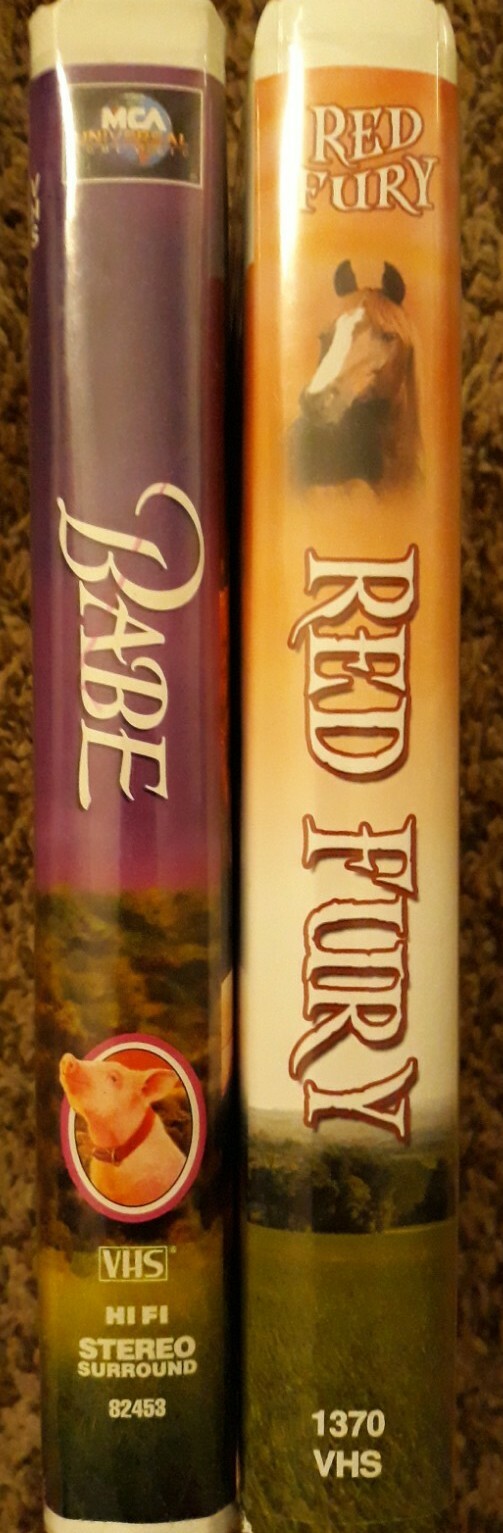 MCA
UNIVERSAL
BABE
VHS
HI FI
STEREO
SURROUND
82453
RED
FURY
RED FURY
1370
VHS